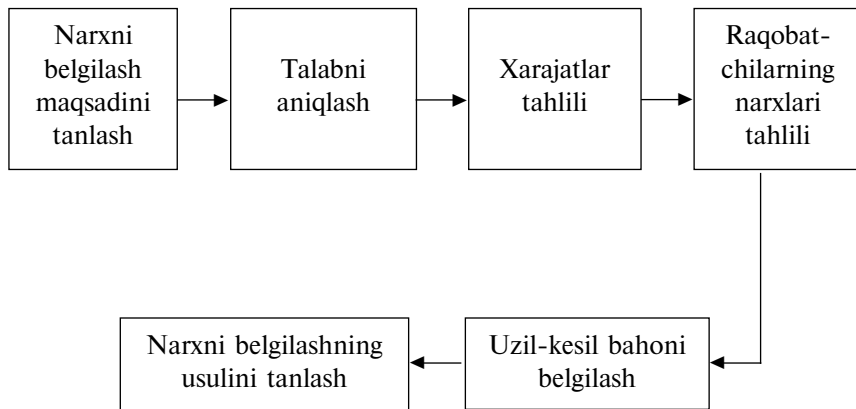 Narxni
belgilash
maqsadini
tanlash
Talabni
aniqlash
Xarajatlar
tahlili
Raqobat-
chilarning
narxlari
tahlili
Uzil-kesil bahoni
belgilash
Narxni belgilashning
usulini tanlash